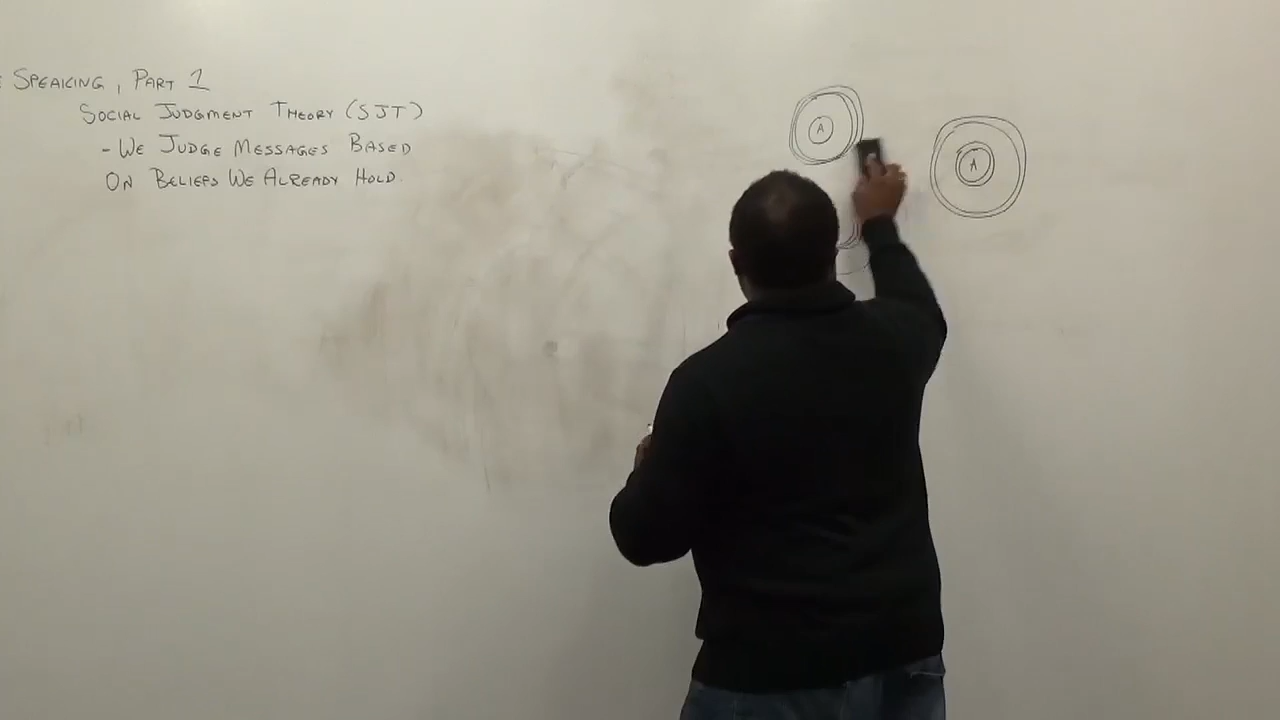 Speaking, Part 1
Social Judgment Theory (SJT)
- We Judge Messages Based
On Beliefs We Already Hold.
A
A